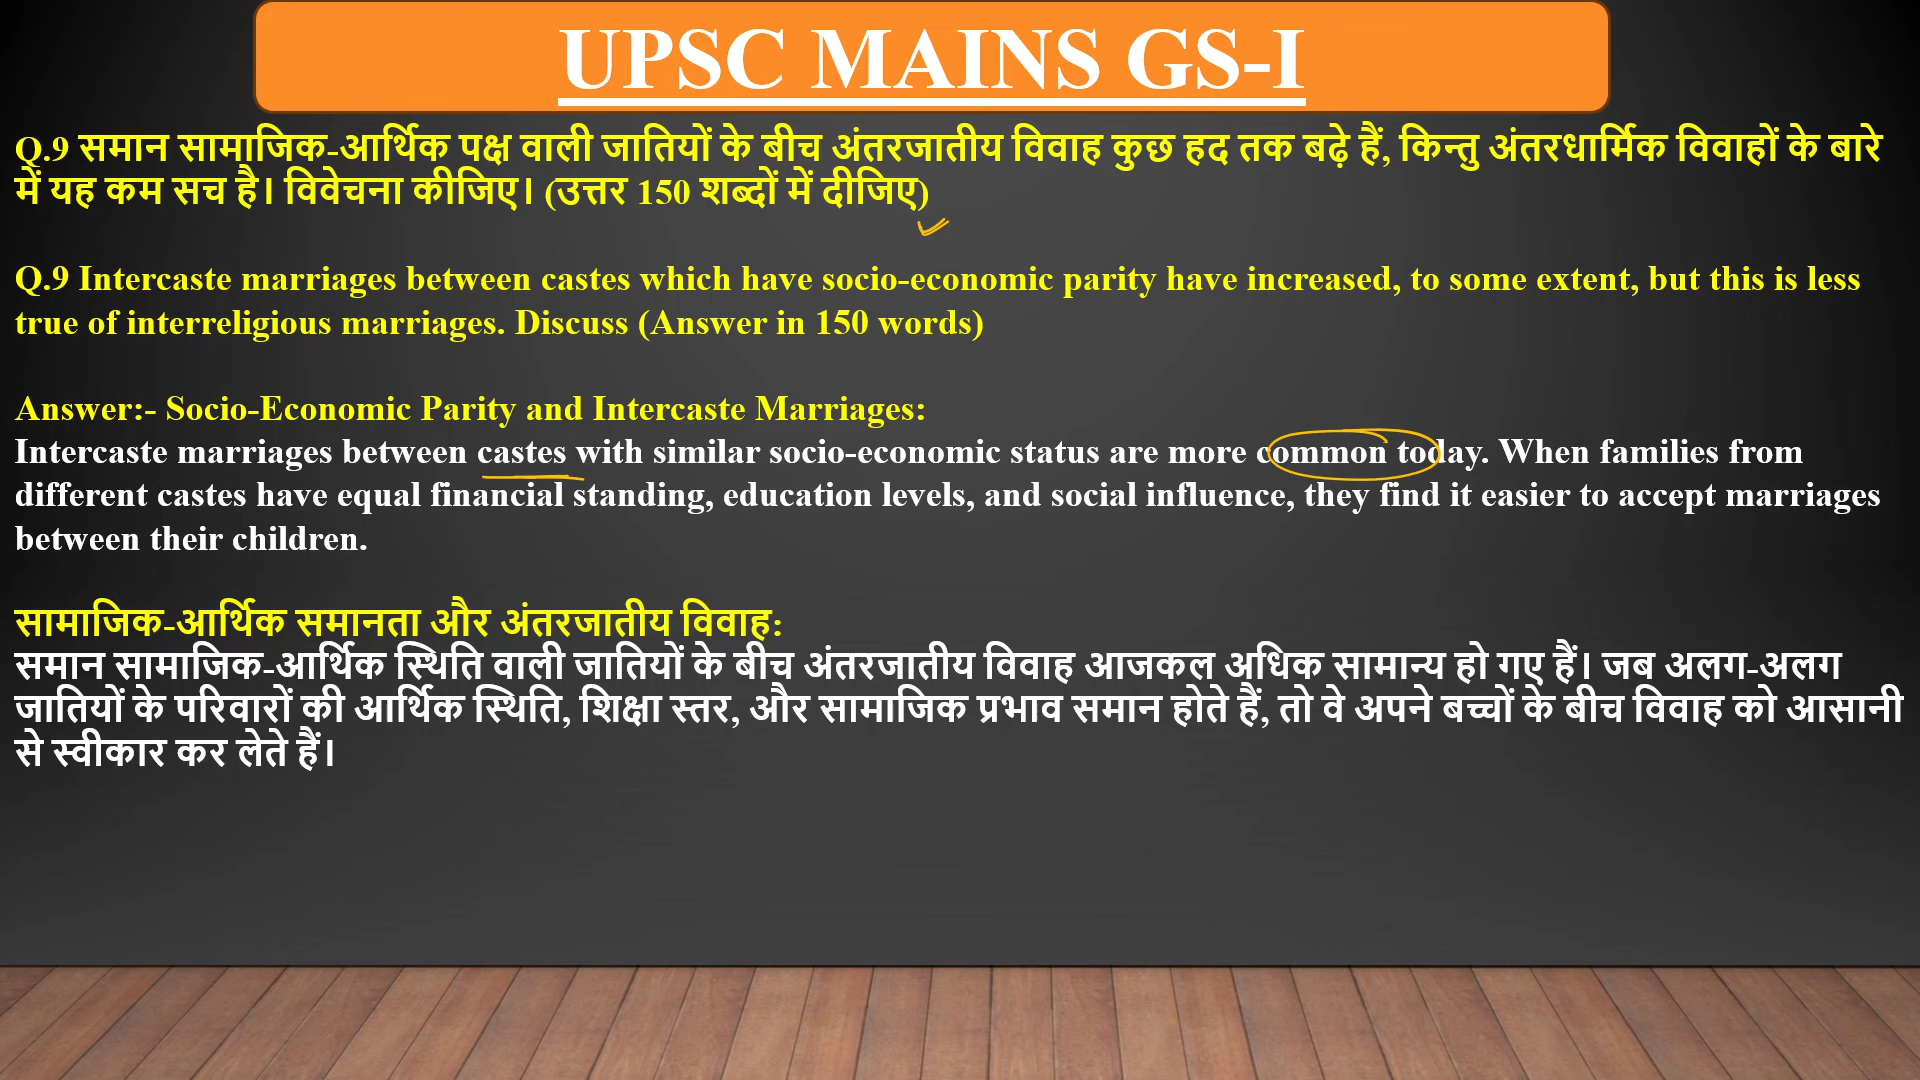 UPSC MAINS GS-I
Q.9 समान सामाजिक-आर्थिक पक्ष वाली जातियों के बीच अंतरजातीय विवाह कुछ हद तक बढ़े हैं, किन्तु अंतरधार्मिक विवाहों के बारे
में यह कम सच है। विवेचना कीजिए। (उत्तर 150 शब्दों में दीजिए)
Q.9 Intercaste marriages between castes which have socio-economic parity have increased, to some extent, but this is less
true of interreligious marriages. Discuss (Answer in 150 words)
Answer:- Socio-Economic Parity and Intercaste Marriages:
Intercaste marriages between castes with similar socio-economic status are more common today. When families from
different castes have equal financial standing, education levels, and social influence, they find it easier to accept marriages
between their children.
सामाजिक-आर्थिक समानता और अंतरजातीय विवाह:
समान सामाजिक-आर्थिक स्थिति वाली जातियों के बीच अंतरजातीय विवाह आजकल अधिक सामान्य हो गए हैं। जब अलग-अलग
जातियों के परिवारों की आर्थिक स्थिति, शिक्षा स्तर, और सामाजिक प्रभाव समान होते हैं, तो वे अपने बच्चों के बीच विवाह को आसानी
से स्वीकार कर लेते हैं।